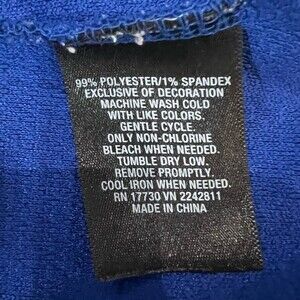 99% POLYESTER/1% SPANDEX
EXCLUSIVE OF DECORATION
MACHINE WASH COLD
WITH LIKE COLORS.
GENTLE CYCLE.
ONLY NON-CHLORINE
BLEACH WHEN NEEDED.
TUMBLE DRY LOW.
REMOVE PROMPTLY.
COOL IRON WHEN NEEDED.
RN 17730 VN 2242811
MADE IN CHINA